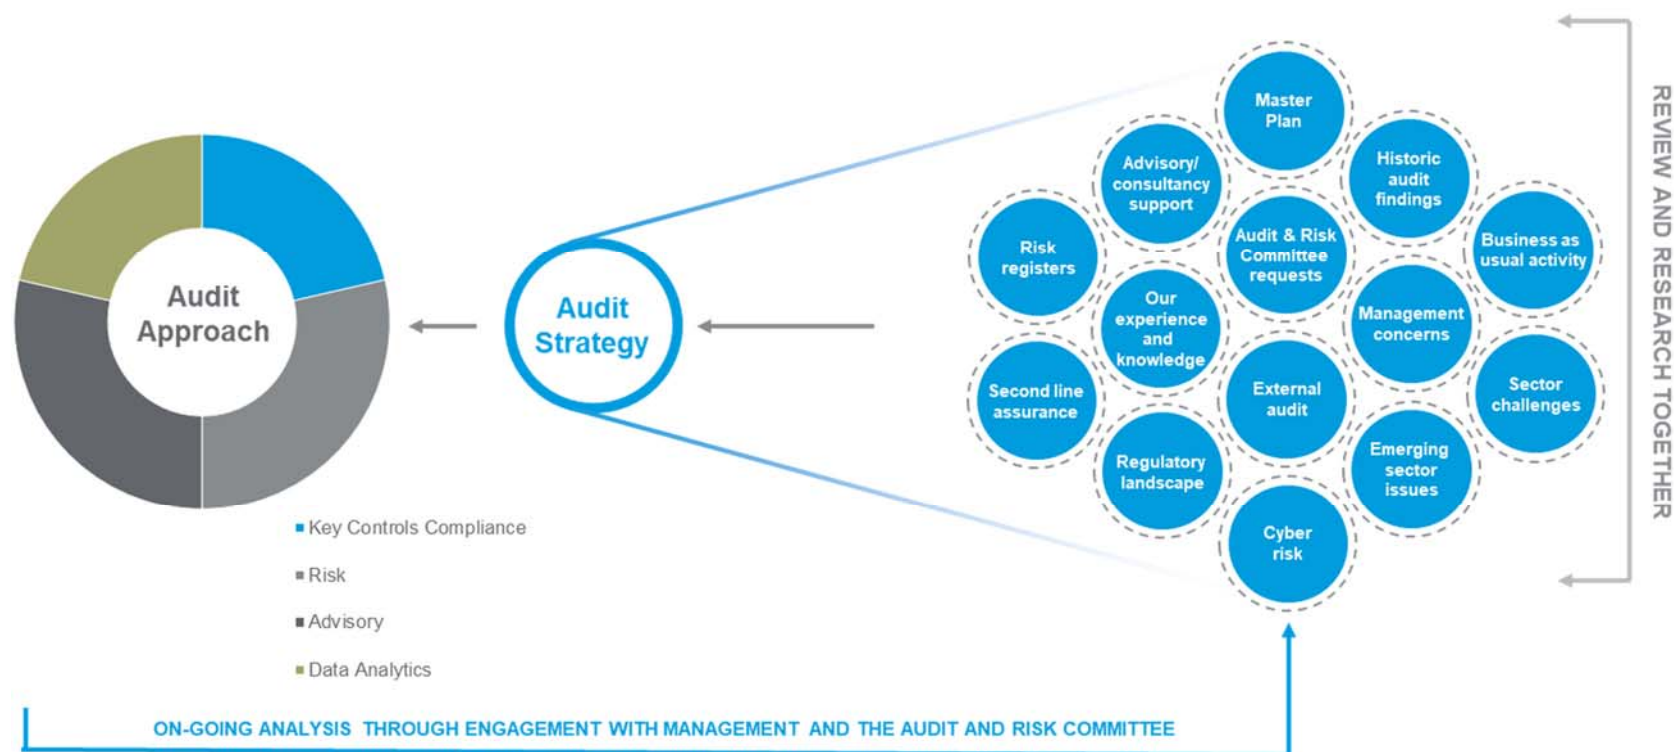 Audit
Approach
Key Controls Compliance
Risk
Advisory
Data Analytics
Audit
Strategy
Master
Plan
Advisory/
consultancy
support
Historic
audit
findings
Risk
registers
Audit & Risk
Committee
requests
Business as
usual activity
Our
experience
and
knowledge
Management
concerns
Second line
assurance
External
audit
Sector
challenges
Regulatory
landscape
Emerging
sector
issues
Cyber
risk
REVIEW AND RESEARCH TOGETHER
ON-GOING ANALYSIS THROUGH ENGAGEMENT WITH MANAGEMENT AND THE AUDIT AND RISK COMMITTEE